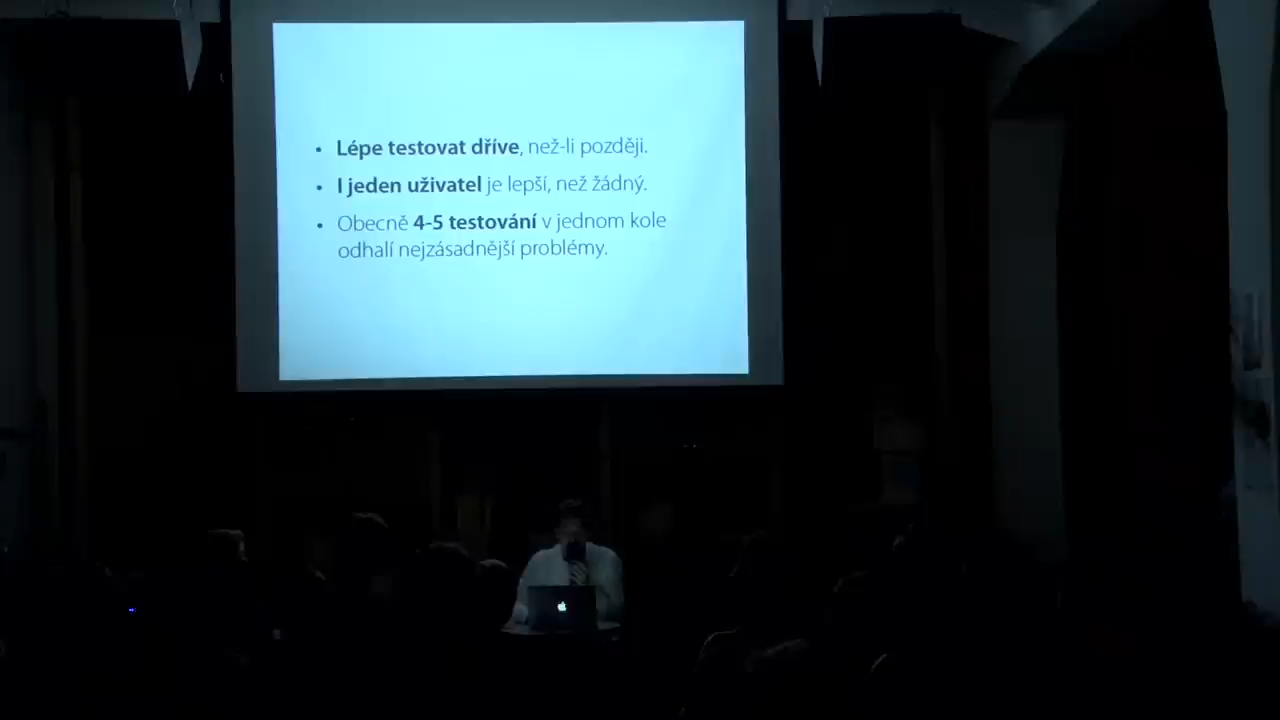 • Lépe testovat dříve, než-li později.
• I jeden uživatel je lepší, než žádný.
• Obecně 4-5 testování v jednom kole
odhalí nejzásadnější problémy.